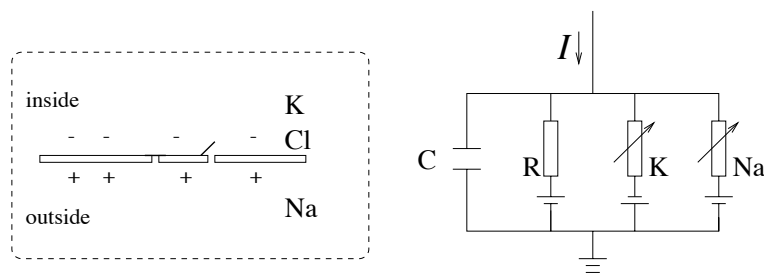 inside
K
- - - -
Cl
+ + + +
Na
outside
I
C
R
K
Na